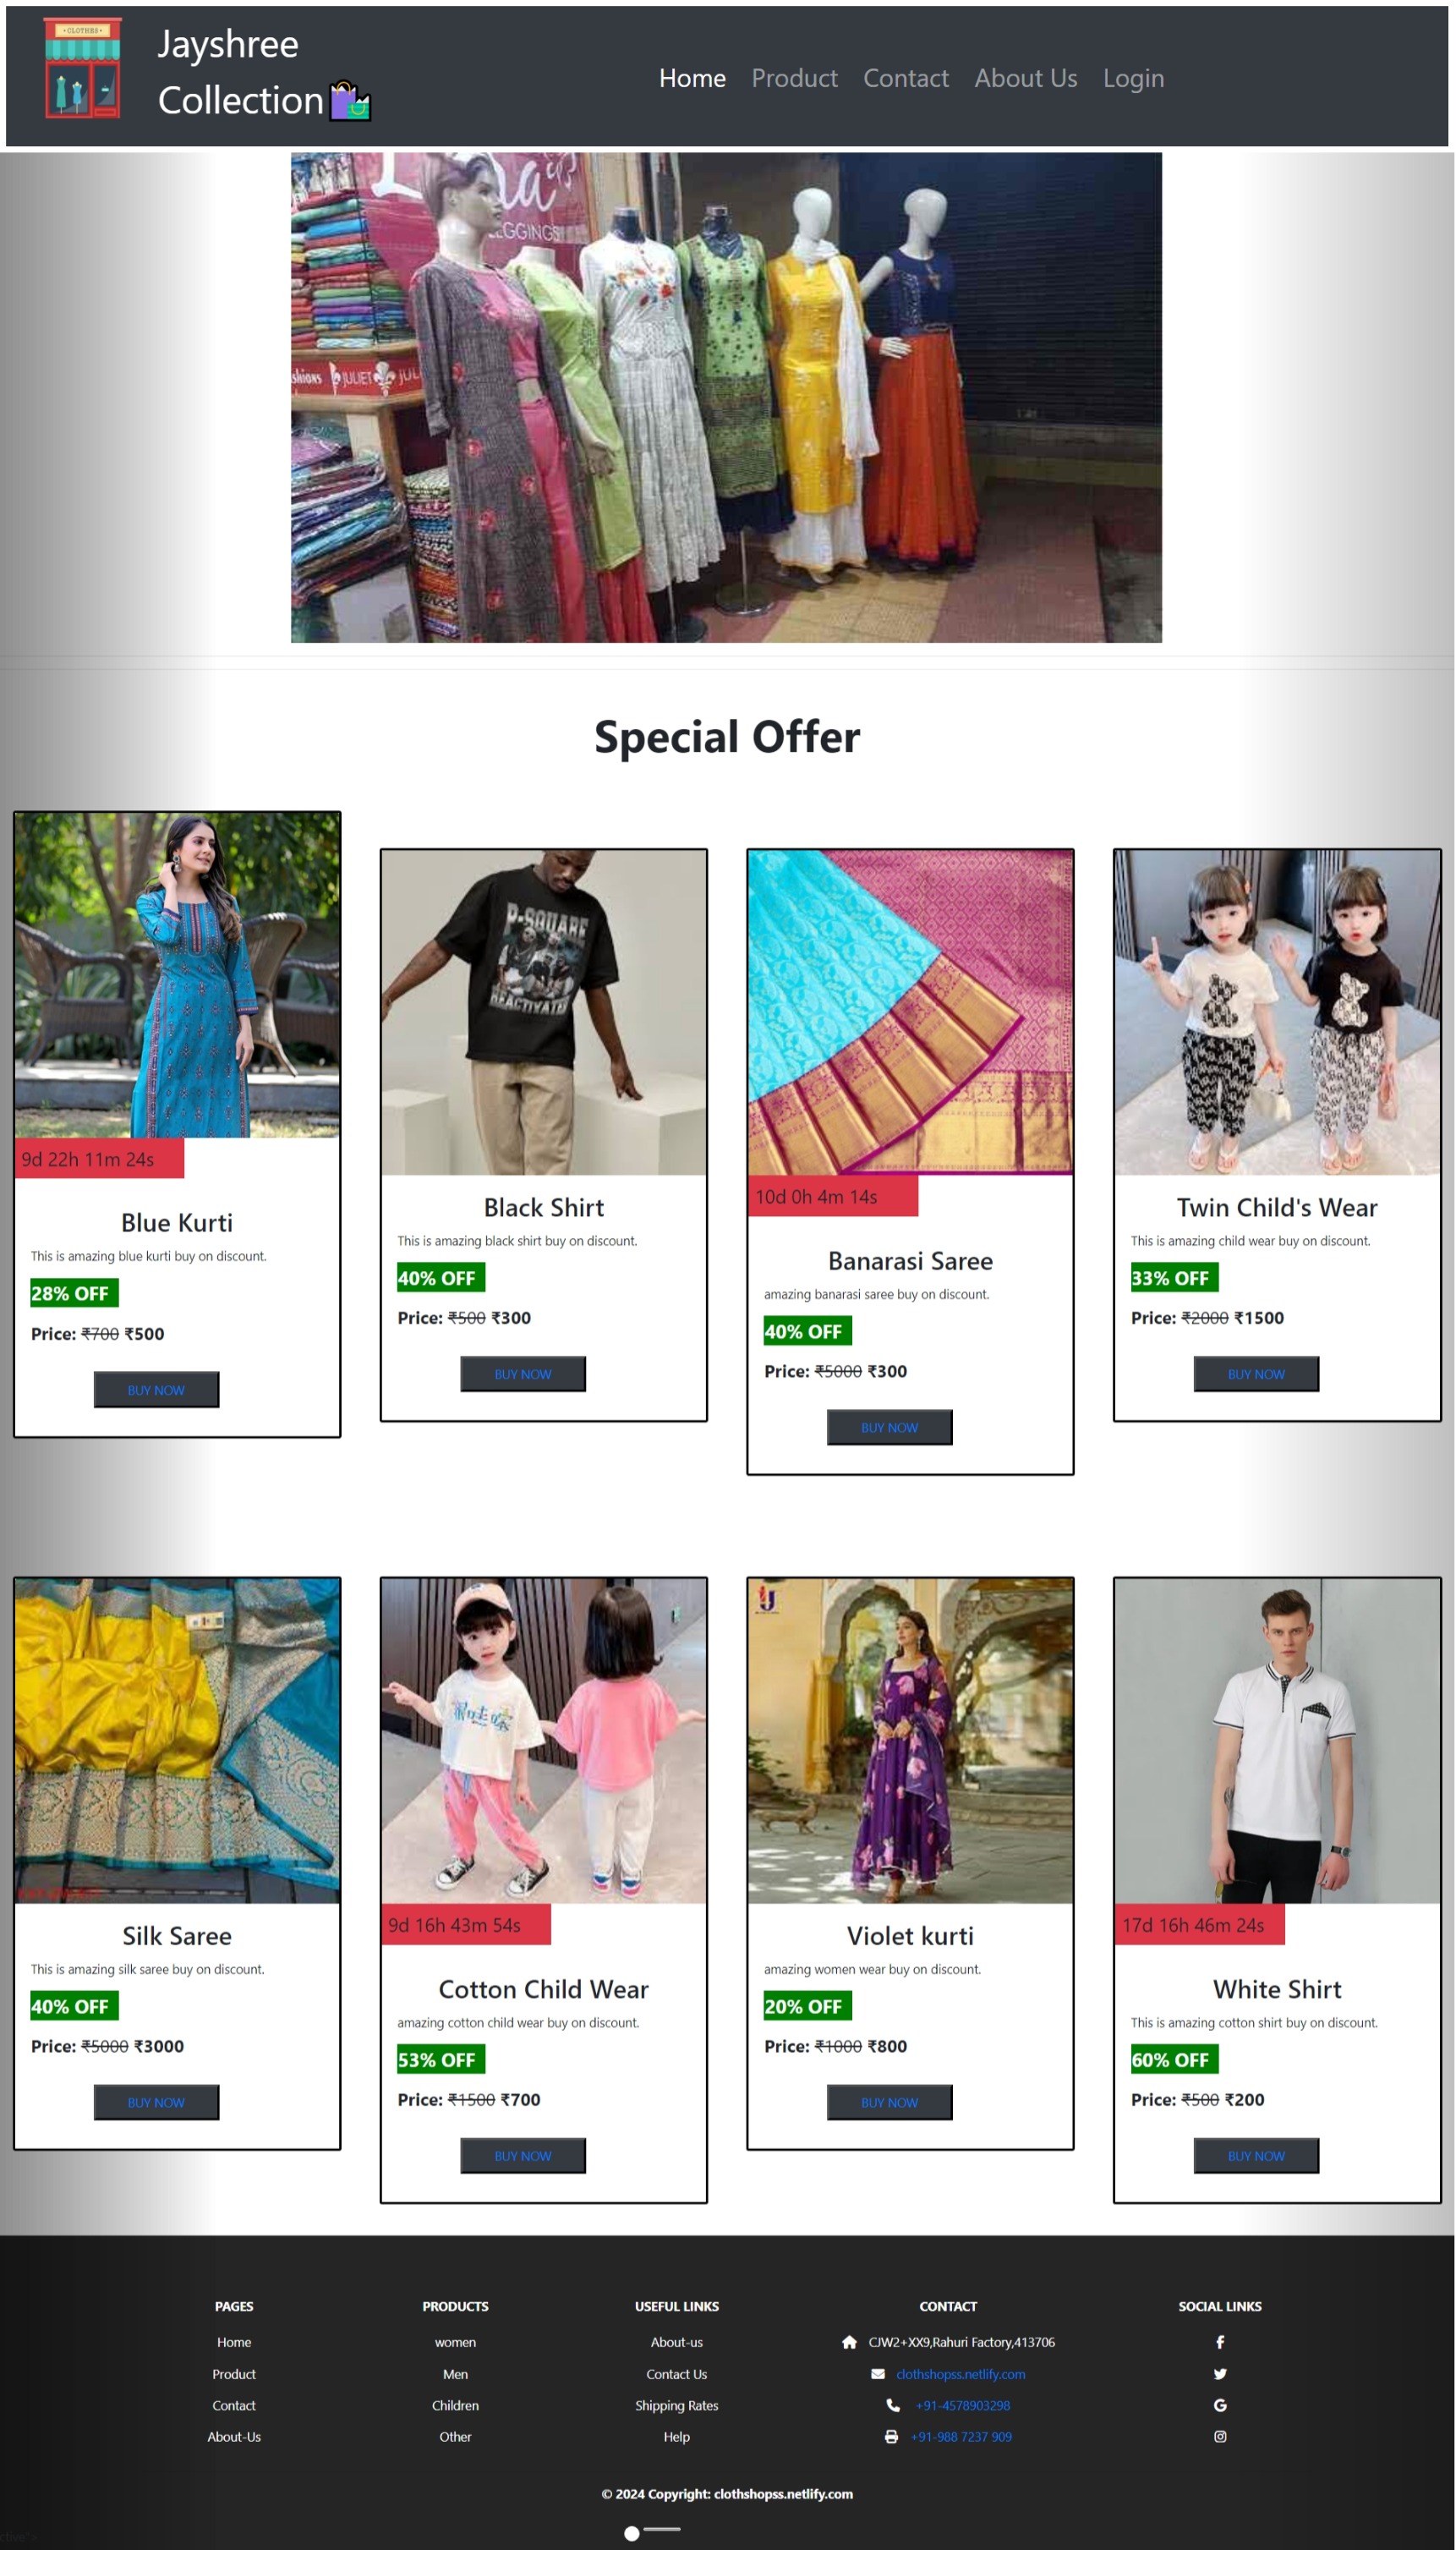 CLOTHES
Jayshree
Collection
Home Product Contact About Us Login
EGGINGS
shions JULIET JUL
Special Offer
9d 22h 11m 24s
Blue Kurti
This is amazing blue kurti buy on discount.
28% OFF
Price: ₹700 ₹500
BUY NOW
P-SQUARE
REACTIVATED
Black Shirt
This is amazing black shirt buy on discount.
40% OFF
Price: ₹500 ₹300
BUY NOW
10d 0h 4m 14s
Banarasi Saree
amazing banarasi saree buy on discount.
40% OFF
Price: ₹5000 ₹300
BUY NOW
Twin Child's Wear
This is amazing child wear buy on discount.
33% OFF
Price: ₹2000 ₹1500
BUY NOW
Silk Saree
This is amazing silk saree buy on discount.
40% OFF
Price: ₹5000 ₹3000
BUY NOW
9d 16h 43m 54s
Cotton Child Wear
amazing cotton child wear buy on discount.
53% OFF
Price: ₹1500 ₹700
BUY NOW
Violet kurti
amazing women wear buy on discount.
20% OFF
Price: ₹1000 ₹800
BUY NOW
17d 16h 46m 24s
White Shirt
This is amazing cotton shirt buy on discount.
60% OFF
Price: ₹500 ₹200
BUY NOW
PAGES
Home
Product
Contact
About-Us
PRODUCTS
women
Men
Children
Other
USEFUL LINKS
About-us
Contact Us
Shipping Rates
Help
CONTACT
CJW2+XX9,Rahuri Factory,413706
clothshopss.netlify.com
+91-4578903298
+91-988 7237 909
SOCIAL LINKS
© 2024 Copyright: clothshopss.netlify.com